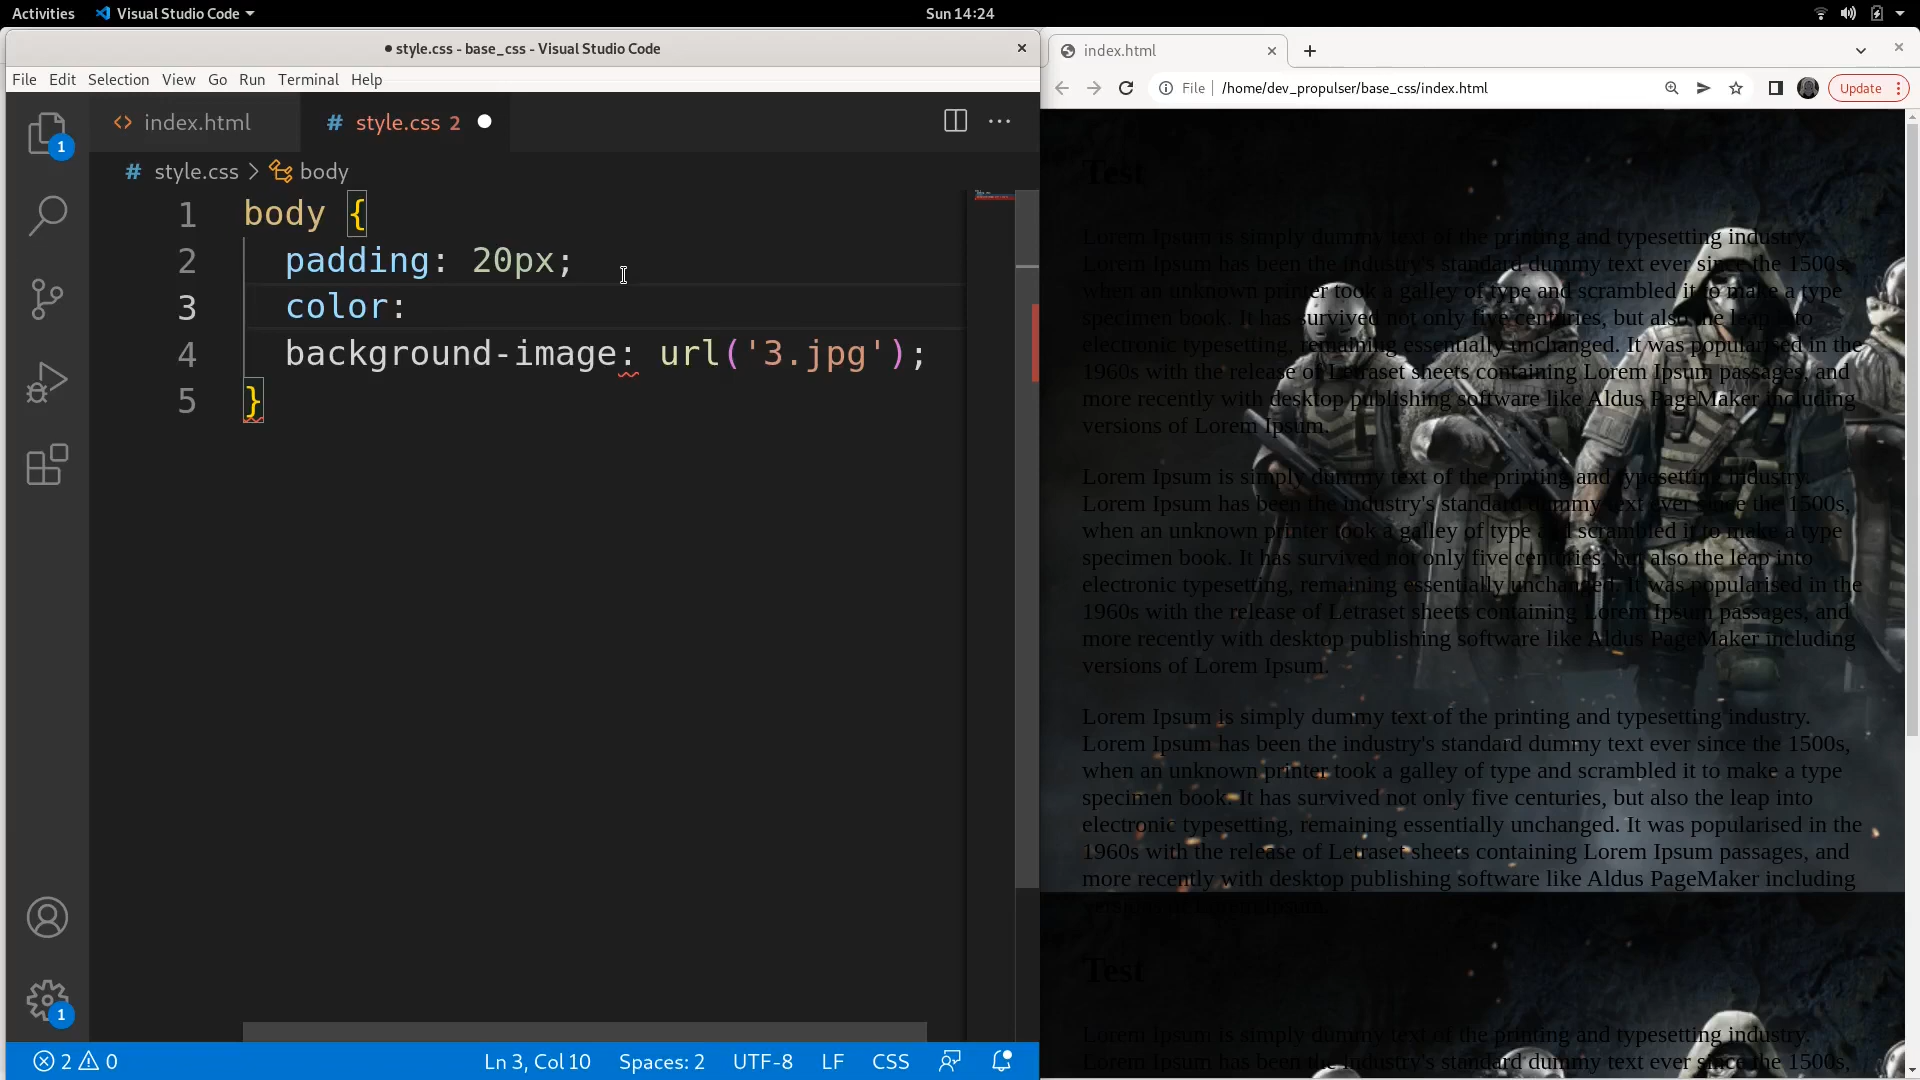 Activities
Visual Studio Code
Sun 14:24
● style.css - base_css - Visual Studio Code
File Edit Selection View Go Run Terminal Help
1
index.html
# style.css 2
# style.css > body
1 body {
2 padding: 20px;
3 color:
4 background-image: url('3.jpg');
5 }
1
2 0
Ln 3, Col 10
Spaces: 2
UTF-8
LF
CSS
index.html
File
/home/dev_propulser/base_css/index.html
Update
Test
Lorem Ipsum is simply dummy text of the printing and typesetting industry.
Lorem Ipsum has been the industry's standard dummy text ever since the 1500s,
when an unknown printer took a galley of type and scrambled it to make a type
specimen book. It has survived not only five centuries, but also the leap into
electronic typesetting, remaining essentially unchanged. It was popularised in the
1960s with the release of Letraset sheets containing Lorem Ipsum passages, and
more recently with desktop publishing software like Aldus PageMaker including
versions of Lorem Ipsum.
Lorem Ipsum is simply dummy text of the printing and typesetting industry.
Lorem Ipsum has been the industry's standard dummy text ever since the 1500s,
when an unknown printer took a galley of type and scrambled it to make a type
specimen book. It has survived not only five centuries, but also the leap into
electronic typesetting, remaining essentially unchanged. It was popularised in the
1960s with the release of Letraset sheets containing Lorem Ipsum passages, and
more recently with desktop publishing software like Aldus PageMaker including
versions of Lorem Ipsum.
Lorem Ipsum is simply dummy text of the printing and typesetting industry.
Lorem Ipsum has been the industry's standard dummy text ever since the 1500s,
when an unknown printer took a galley of type and scrambled it to make a type
specimen book. It has survived not only five centuries, but also the leap into
electronic typesetting, remaining essentially unchanged. It was popularised in the
1960s with the release of Letraset sheets containing Lorem Ipsum passages, and
more recently with desktop publishing software like Aldus PageMaker including
versions of Lorem Ipsum.
Test
Lorem Ipsum is simply dummy text of the printing and typesetting industry.
Lorem Ipsum has been the industry's standard dummy text ever since the 1500s,